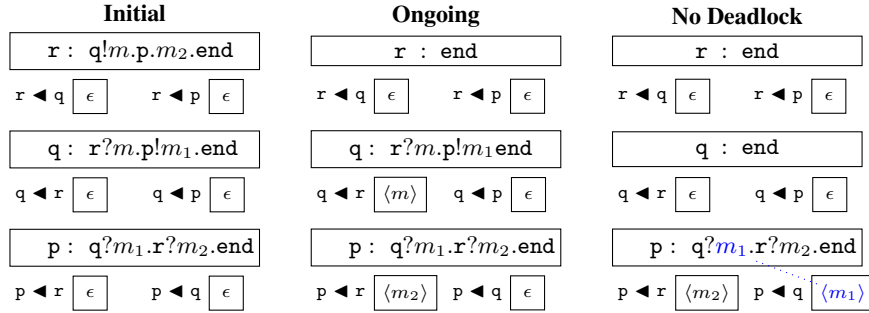 Initial Ongoing No Deadlock
r : q!m.p.m₂.end r : end r : end
r ◄ q ϵ r ◄ p ϵ r ◄ q ϵ r ◄ p ϵ r ◄ q ϵ r ◄ p ϵ
q : r?m.p!m₁.end q : r?m.p!m₁end q : end
q ◄ r ϵ q ◄ p ϵ q ◄ r ⟨m⟩ q ◄ p ϵ q ◄ r ϵ q ◄ p ϵ
p : q?m₁.r?m₂.end p : q?m₁.r?m₂.end p : q?m₁.r?m₂.end
p ◄ r ϵ p ◄ q ϵ p ◄ r ⟨m₂⟩ p ◄ q ϵ p ◄ r ⟨m₂⟩ p ◄ q ⟨m₁⟩